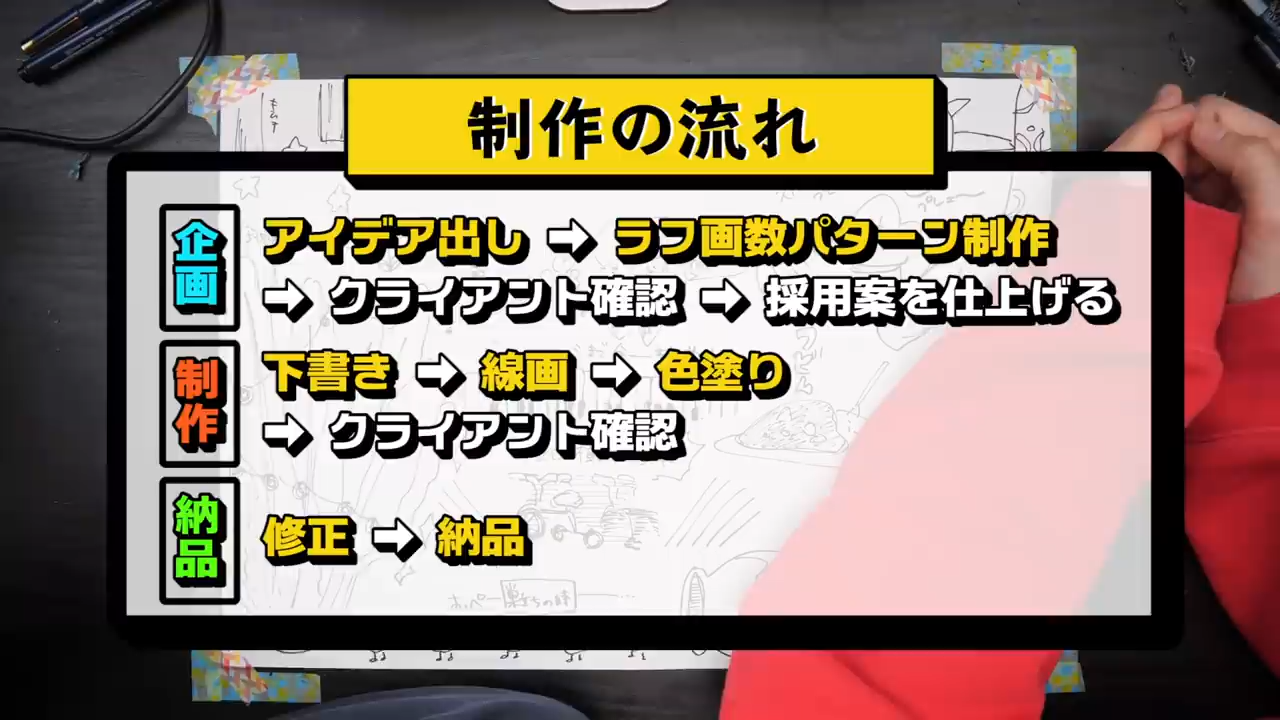 制作の流れ
企画
アイデア出し ➡ ラフ画数パターン制作
➡ クライアント確認 ➡ 採用案を仕上げる
制作
下書き ➡ 線画 ➡ 色塗り
➡ クライアント確認
納品
修正 ➡ 納品